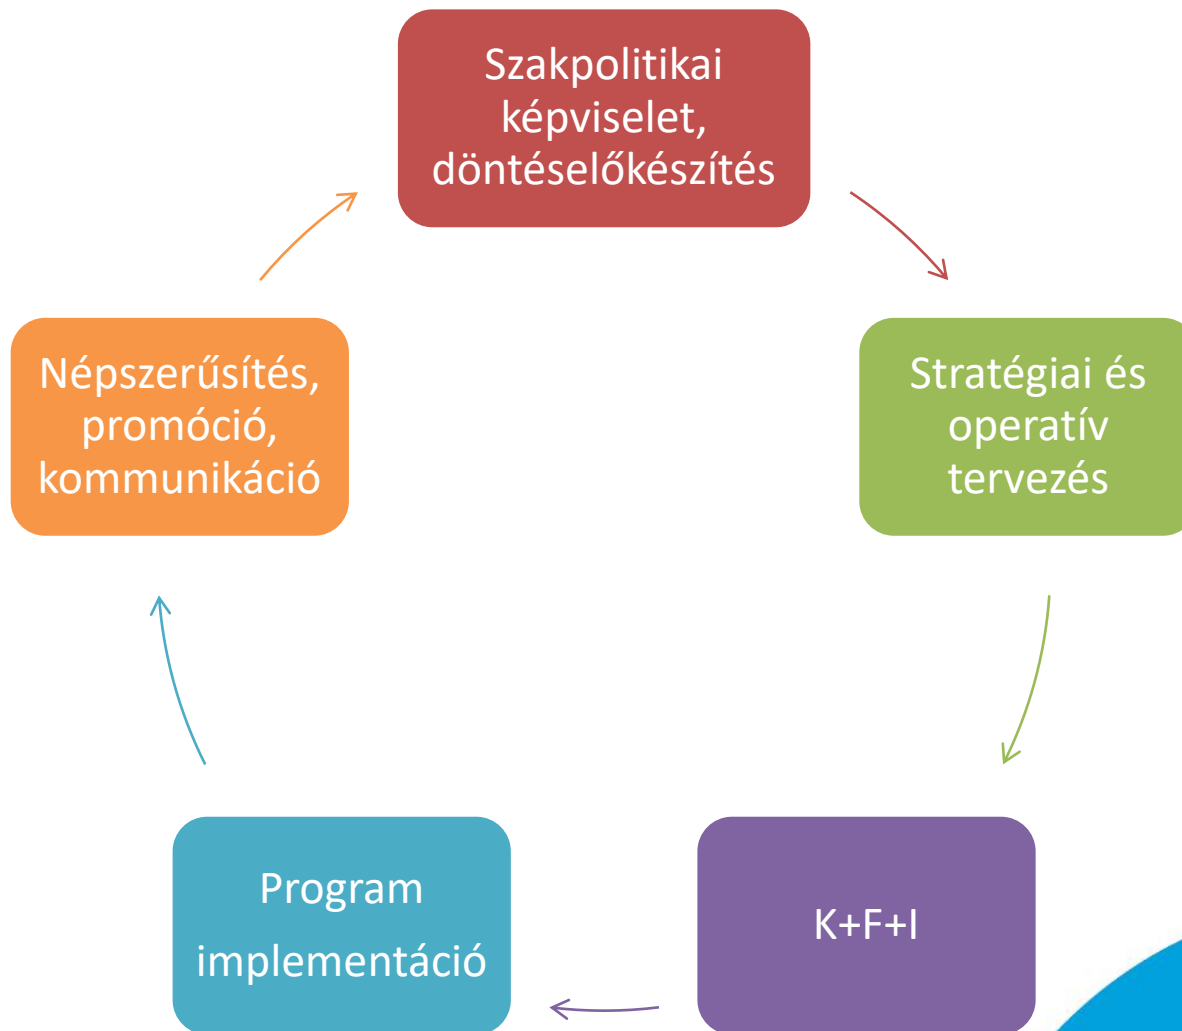 Szakpolitikai
képviselet,
döntéselőkészítés
Stratégiai és
operatív
tervezés
K+F+I
Program
implementáció
Népszerűsítés,
promóció,
kommunikáció